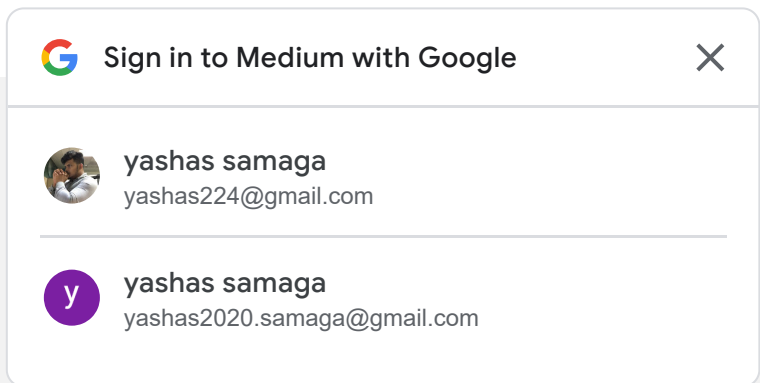 Sign in to Medium with Google
yashas samaga
yashas224@gmail.com
y
yashas samaga
yashas2020.samaga@gmail.com